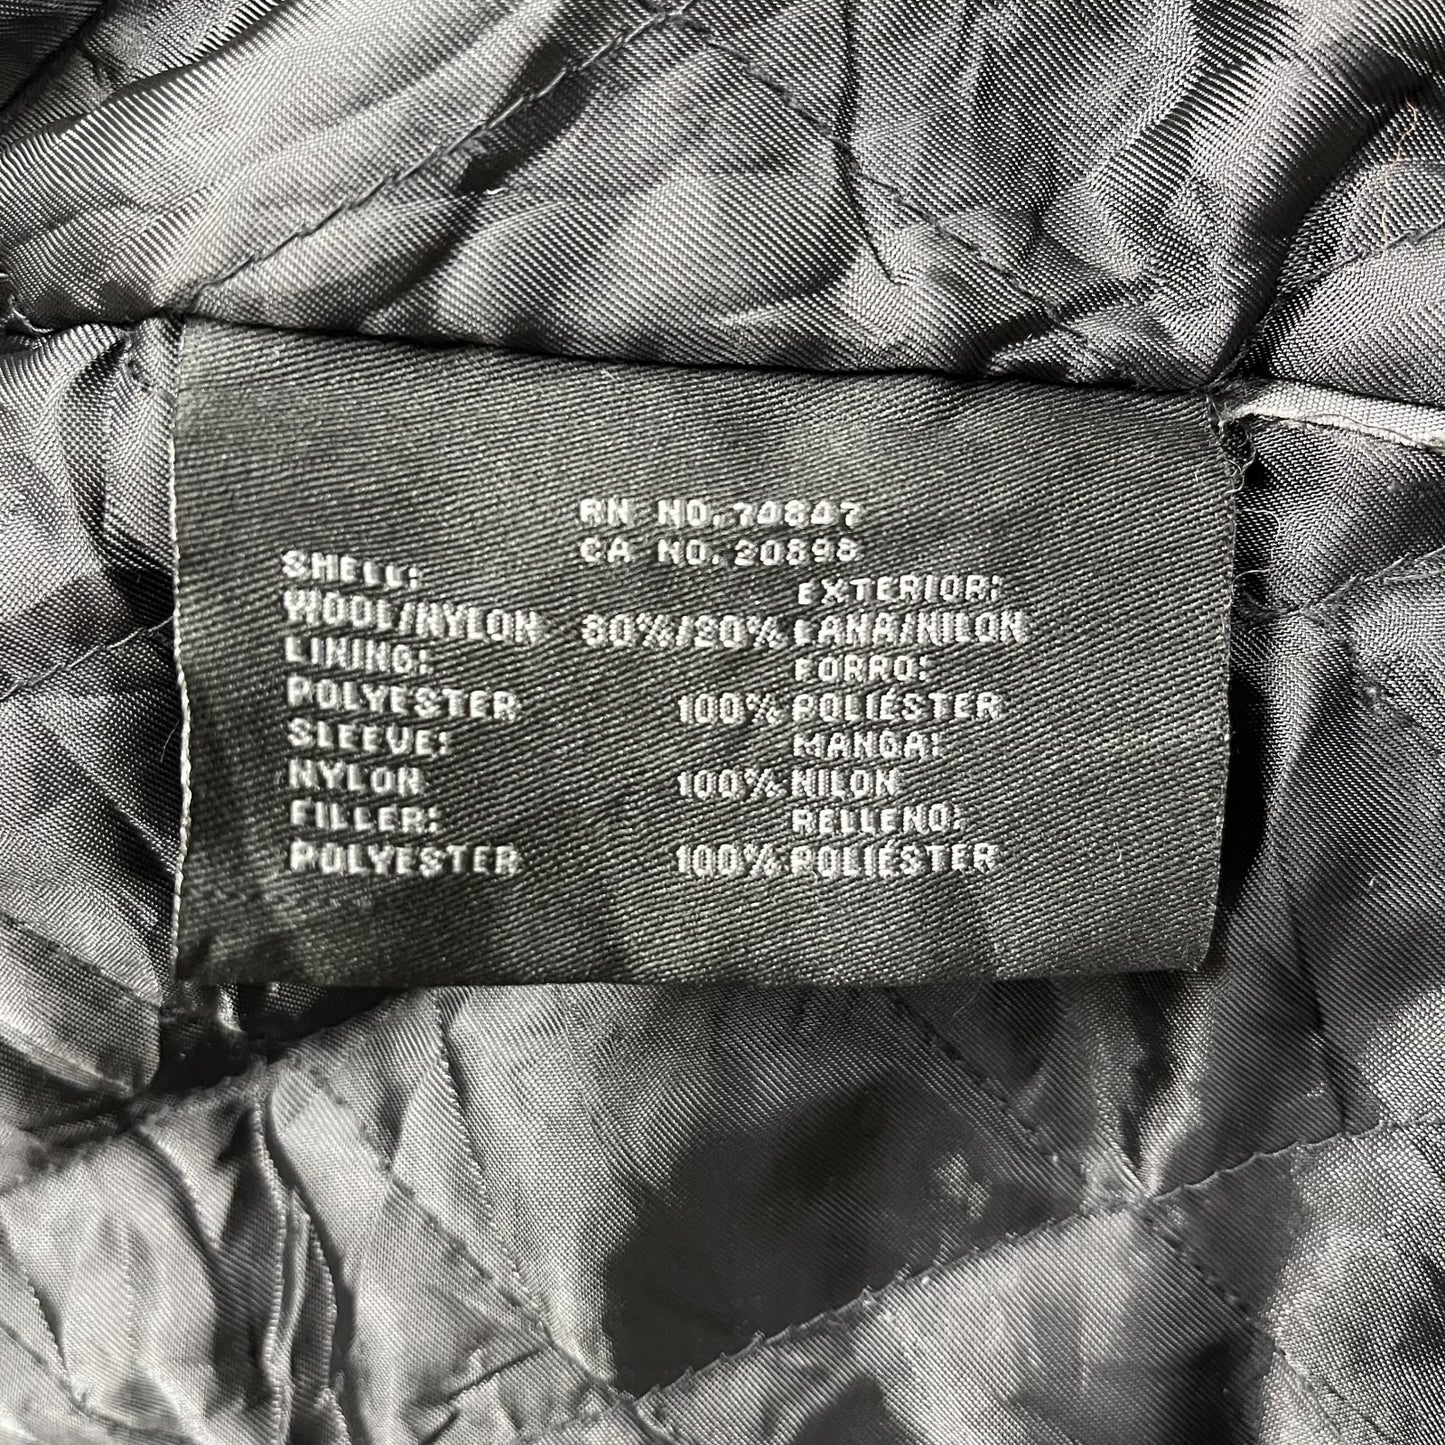 RN NO. 74847
CA NO. 20898
SHELL: EXTERIOR:
WOOL/NYLON 80%/20% LANA/NILON
LINING: FORRO:
POLYESTER 100% POLIÉSTER
SLEEVE: MANGA:
NYLON 100% NILON
FILLER: RELLENO:
POLYESTER 100% POLIÉSTER